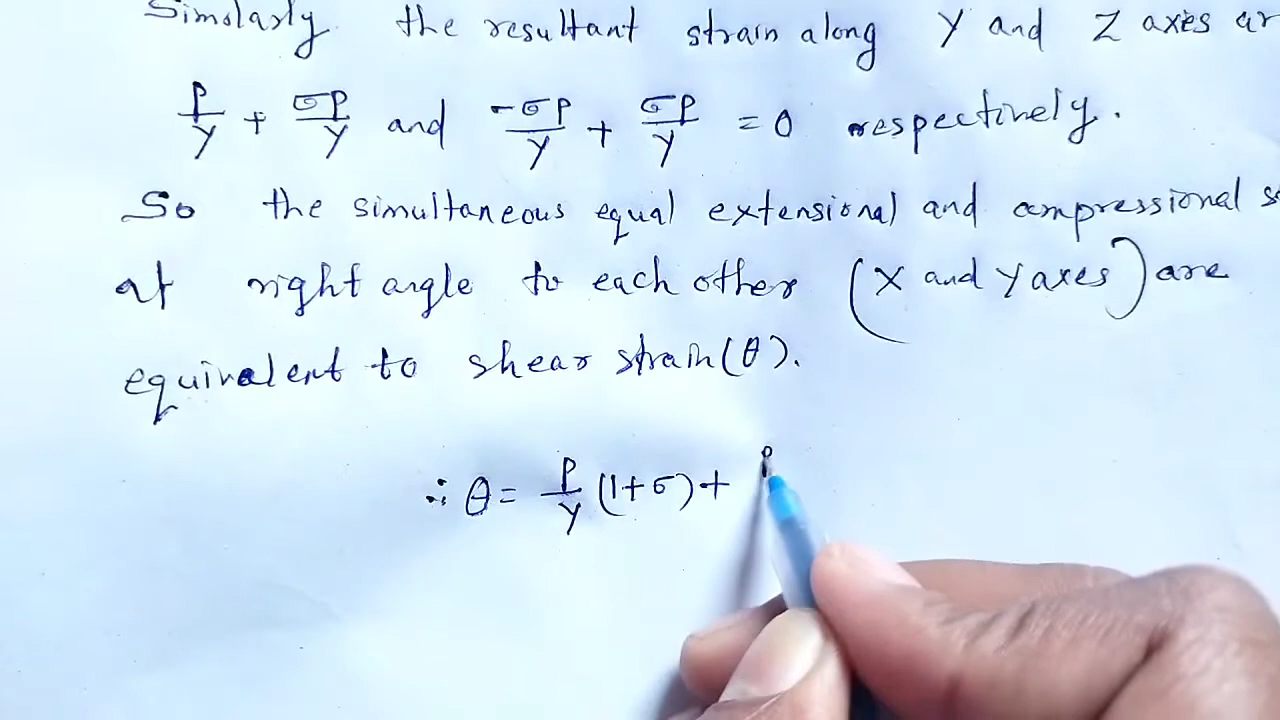 Similarly the resultant strain along Y and Z axes ar
P/Y + σP/Y and -σP/Y + σP/Y = 0 respectively.
So the simultaneous equal extensional and compressional s
at right angle to each other (X and Y axes) are
equivalent to shear strain(θ).
∴ θ = P/Y (1+σ) +